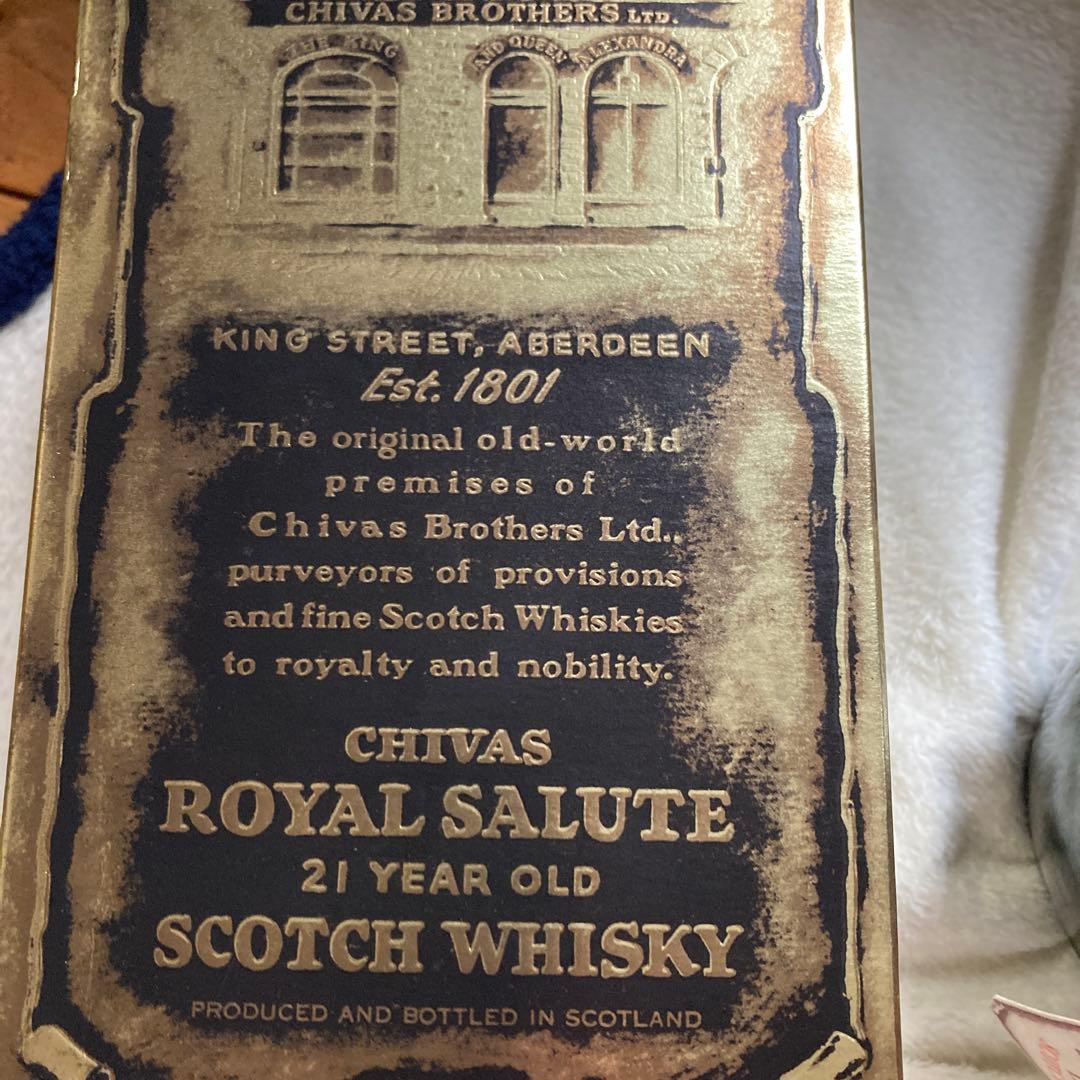 CHIVAS BROTHERS LTD.
THE KING AND QUEEN ALEXANDRA
KING STREET, ABERDEEN
Est. 1801
The original old-world
premises of
Chivas Brothers Ltd.,
purveyors of provisions
and fine Scotch Whiskies
to royalty and nobility.
CHIVAS
ROYAL SALUTE
21 YEAR OLD
SCOTCH WHISKY
PRODUCED AND BOTTLED IN SCOTLAND